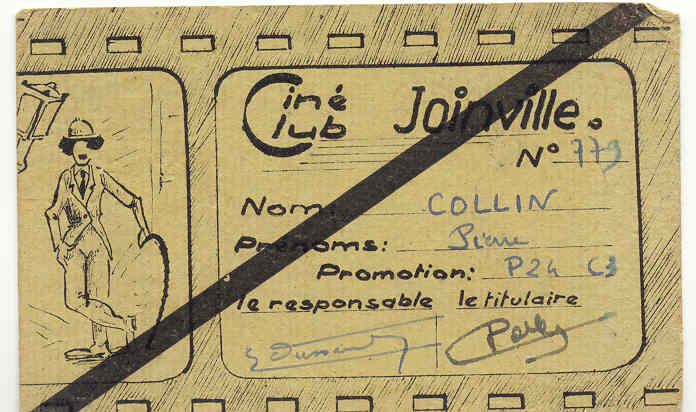 Ciné Club Joinville.
N° 779
Nom: COLLIN
Prénoms: Pierre
Promotion: P24 C3
le responsable le titulaire